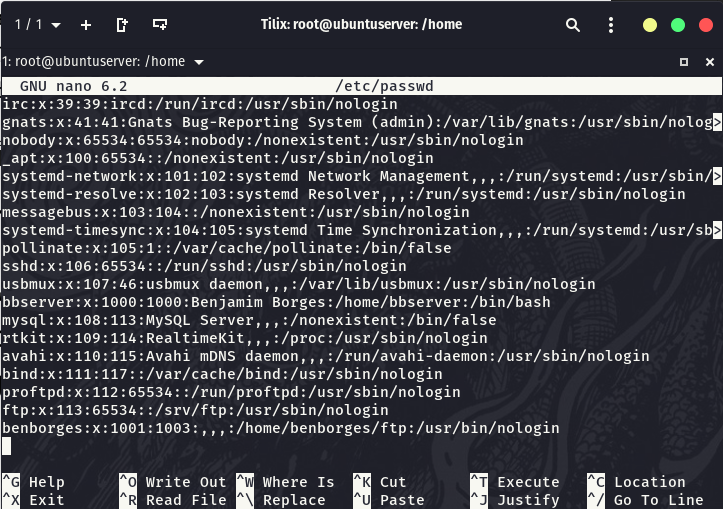 1 / 1
Tilix: root@ubuntuserver: /home
1: root@ubuntuserver: /home
GNU nano 6.2 /etc/passwd
irc:x:39:39:ircd:/run/ircd:/usr/sbin/nologin
gnats:x:41:41:Gnats Bug-Reporting System (admin):/var/lib/gnats:/usr/sbin/nolog>
nobody:x:65534:65534:nobody:/nonexistent:/usr/sbin/nologin
_apt:x:100:65534::/nonexistent:/usr/sbin/nologin
systemd-network:x:101:102:systemd Network Management,,,:/run/systemd:/usr/sbin/>
systemd-resolve:x:102:103:systemd Resolver,,,:/run/systemd:/usr/sbin/nologin
messagebus:x:103:104::/nonexistent:/usr/sbin/nologin
systemd-timesync:x:104:105:systemd Time Synchronization,,,:/run/systemd:/usr/sb>
pollinate:x:105:1::/var/cache/pollinate:/bin/false
sshd:x:106:65534::/run/sshd:/usr/sbin/nologin
usbmux:x:107:46:usbmux daemon,,,:/var/lib/usbmux:/usr/sbin/nologin
bbserver:x:1000:1000:Benjamim Borges:/home/bbserver:/bin/bash
mysql:x:108:113:MySQL Server,,,:/nonexistent:/bin/false
rtkit:x:109:114:RealtimeKit,,,:/proc:/usr/sbin/nologin
avahi:x:110:115:Avahi mDNS daemon,,,:/run/avahi-daemon:/usr/sbin/nologin
bind:x:111:117::/var/cache/bind:/usr/sbin/nologin
proftpd:x:112:65534::/run/proftpd:/usr/sbin/nologin
ftp:x:113:65534::/srv/ftp:/usr/sbin/nologin
benborges:x:1001:1003:,,,:/home/benborges/ftp:/usr/bin/nologin
^G Help ^O Write Out ^W Where Is ^K Cut ^T Execute ^C Location
^X Exit ^R Read File ^\ Replace ^U Paste ^J Justify ^/ Go To Line